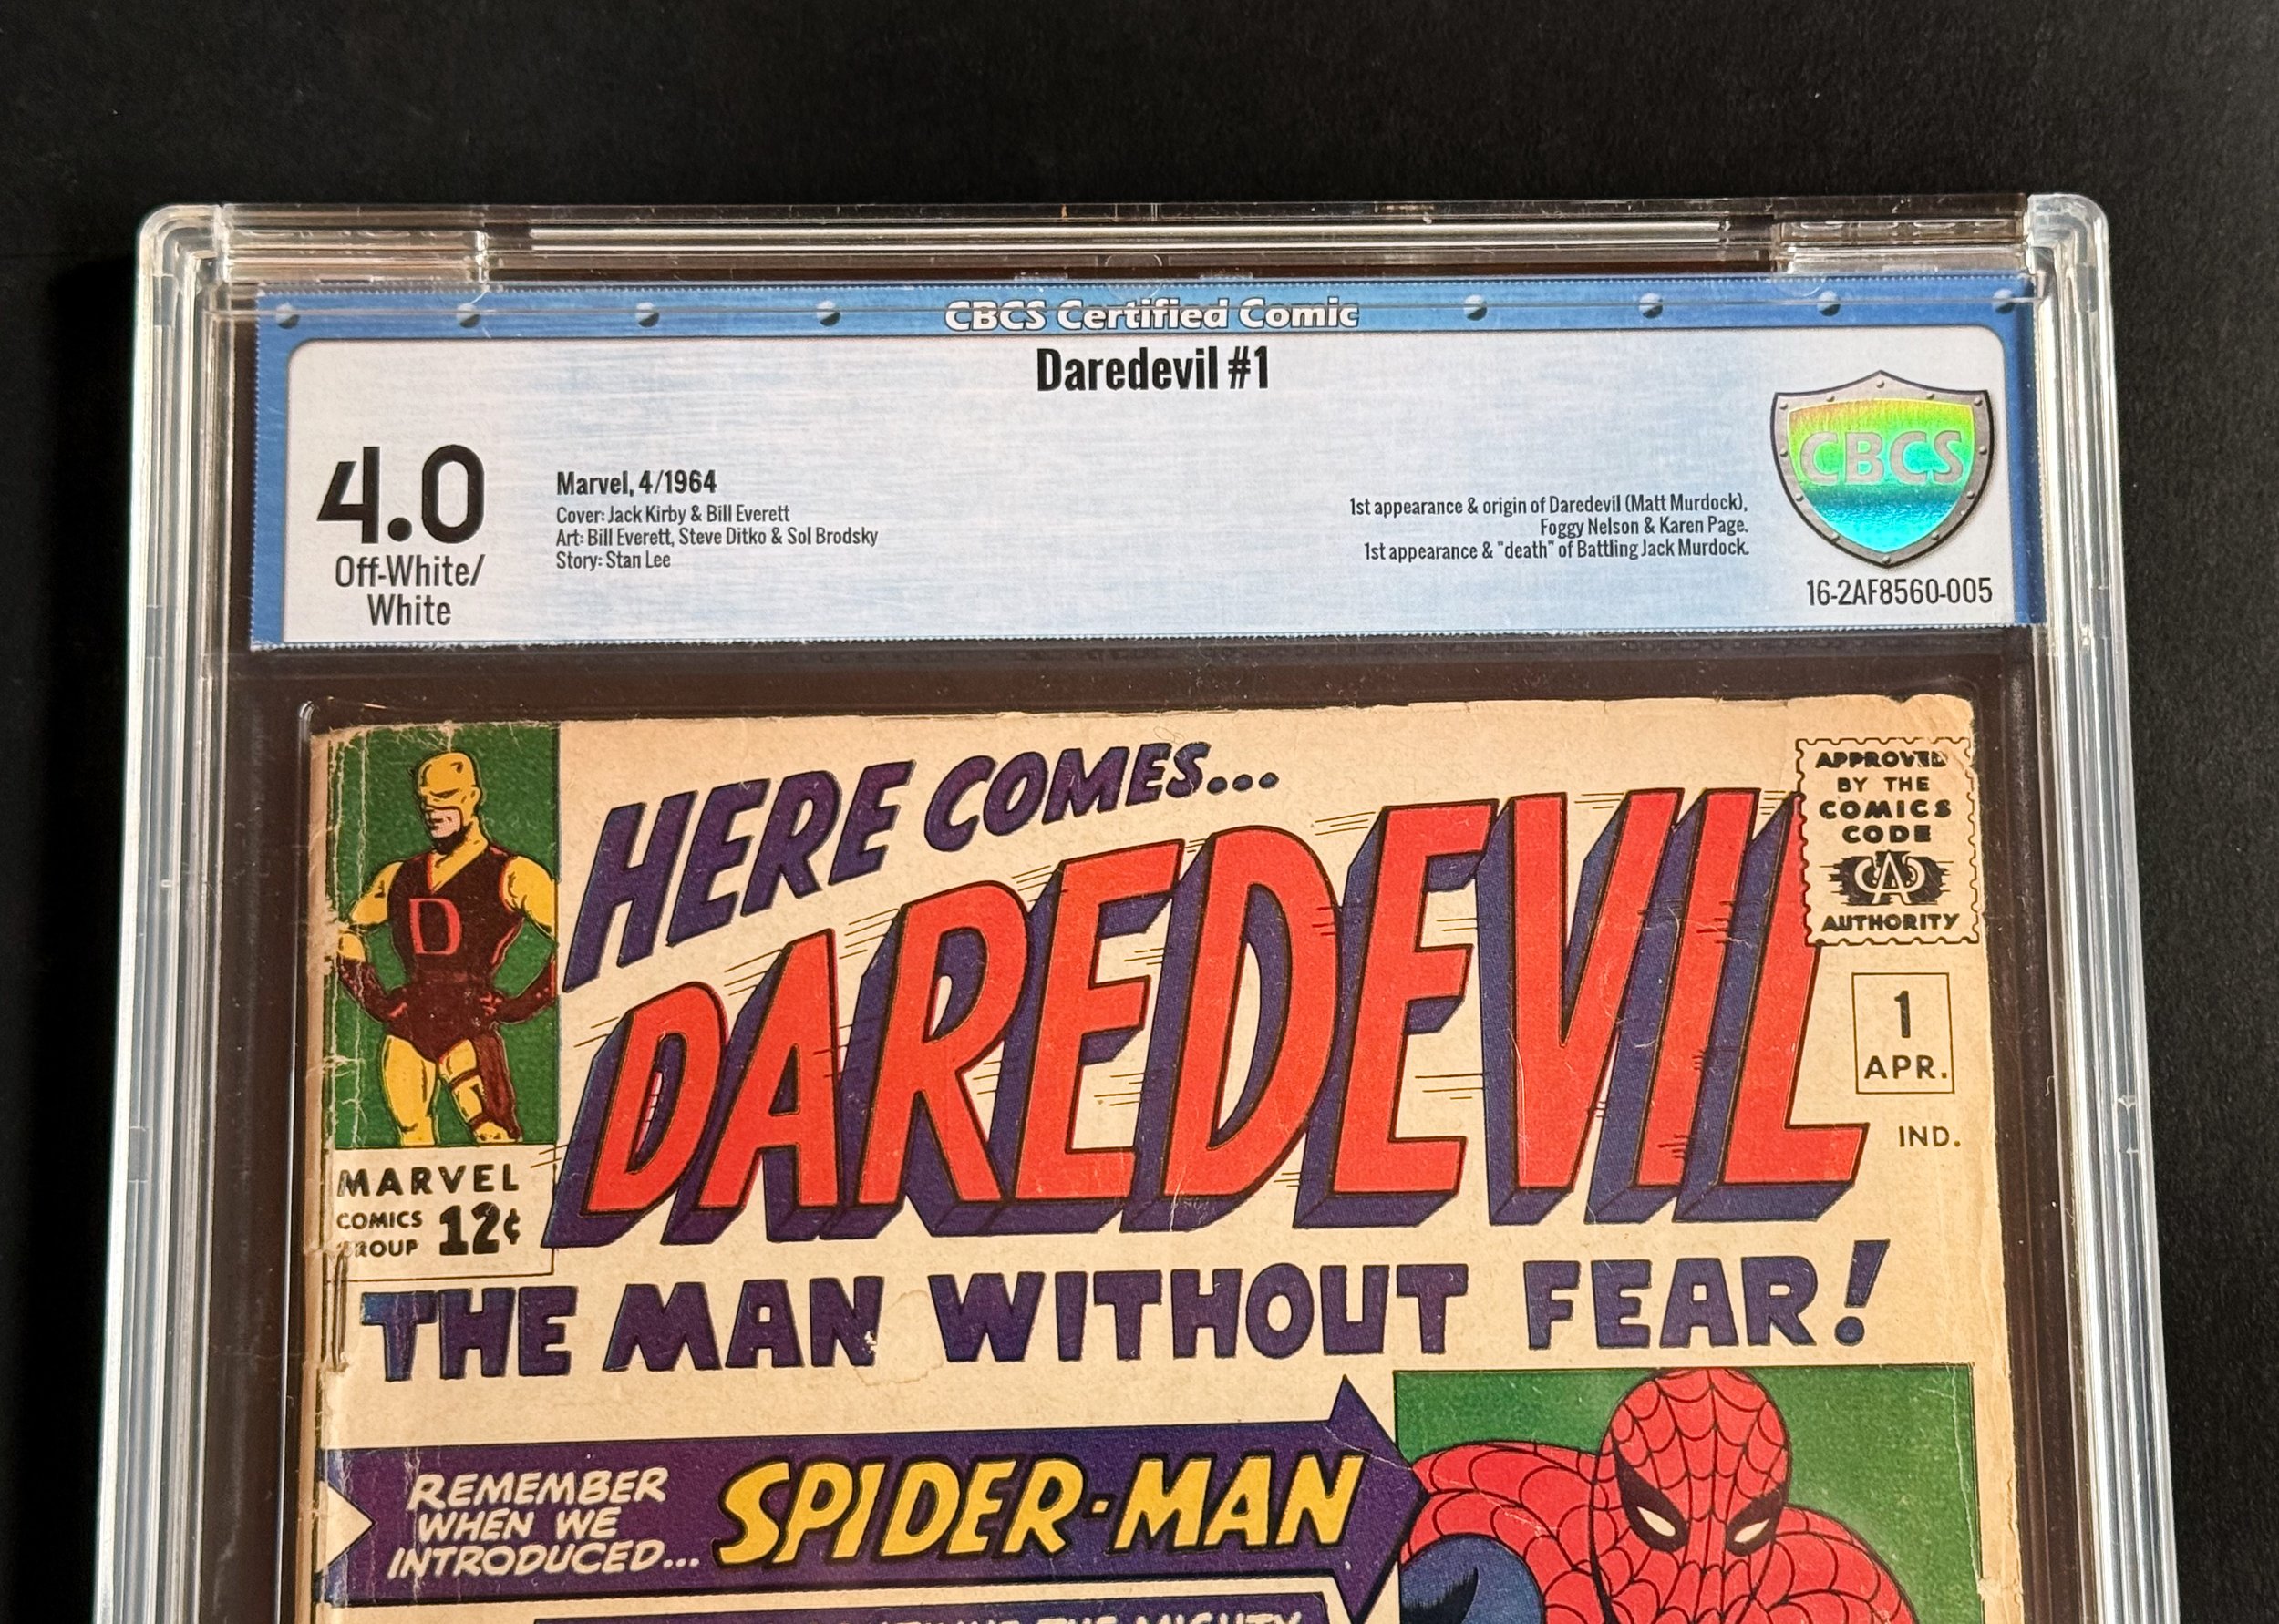 CBCS Certified Comic
Daredevil #1
4.0
Off-White/
White
Marvel, 4/1964
Cover: Jack Kirby & Bill Everett
Art: Bill Everett, Steve Ditko & Sol Brodsky
Story: Stan Lee
1st appearance & origin of Daredevil (Matt Murdock),
Foggy Nelson & Karen Page.
1st appearance & "death" of Battling Jack Murdock.
CBCS
16-2AF8560-005
D
MARVEL
COMICS
GROUP
12¢
HERE COMES...
DAREDEVIL
APPROVED
BY THE
COMICS
CODE
CA
AUTHORITY
1
APR.
IND.
THE MAN WITHOUT FEAR!
REMEMBER
WHEN WE
INTRODUCED...
SPIDER-MAN
THE MIGHTY